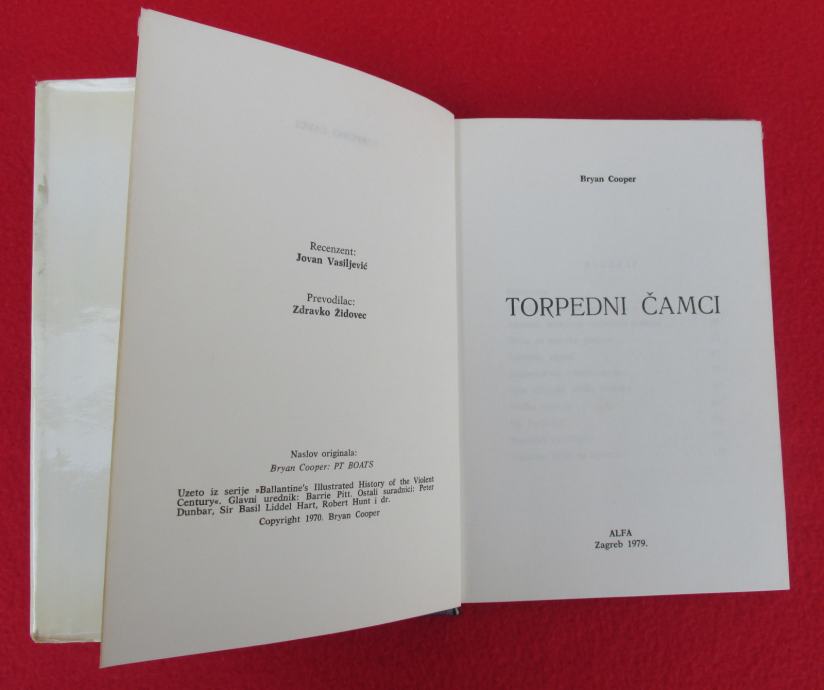 Recenzent:
Jovan Vasiljević
Prevodilac:
Zdravko Židovec
Naslov originala:
Bryan Cooper: PT BOATS
Uzeto iz serije »Ballantine's Illustrated History of the Violent
Century«. Glavni urednik: Barrie Pitt. Ostali suradnici: Peter
Dunbar, Sir Basil Liddel Hart, Robert Hunt i dr.
Copyright 1970. Bryan Cooper
Bryan Cooper
TORPEDNI ČAMCI
ALFA
Zagreb 1979.